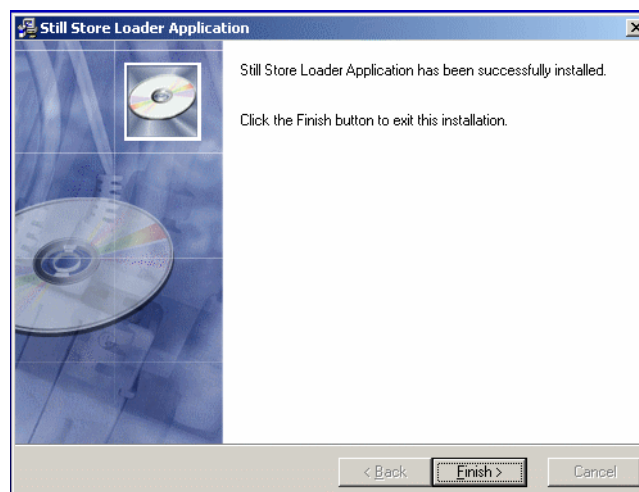 Still Store Loader Application
Still Store Loader Application has been successfully installed.
Click the Finish button to exit this installation.
< Back
Finish >
Cancel